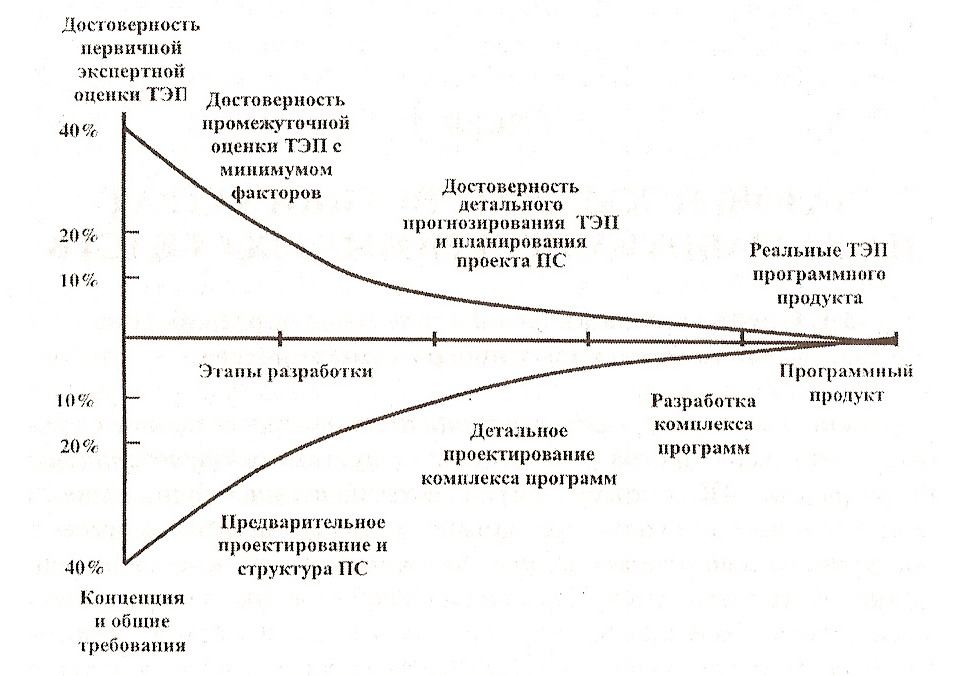 Достоверность
первичной
экспертной
оценки ТЭП
Достоверность
промежуточной
оценки ТЭП с
минимумом
факторов
40%
Достоверность
детального
прогнозирования ТЭП
и планирования
проекта ПС
20%
10%
Реальные ТЭП
программного
продукта
Этапы разработки
Программный
продукт
10%
20%
Разработка
комплекса
программ
Детальное
проектирование
комплекса программ
Предварительное
проектирование и
структура ПС
40%
Концепция
и общие
требования